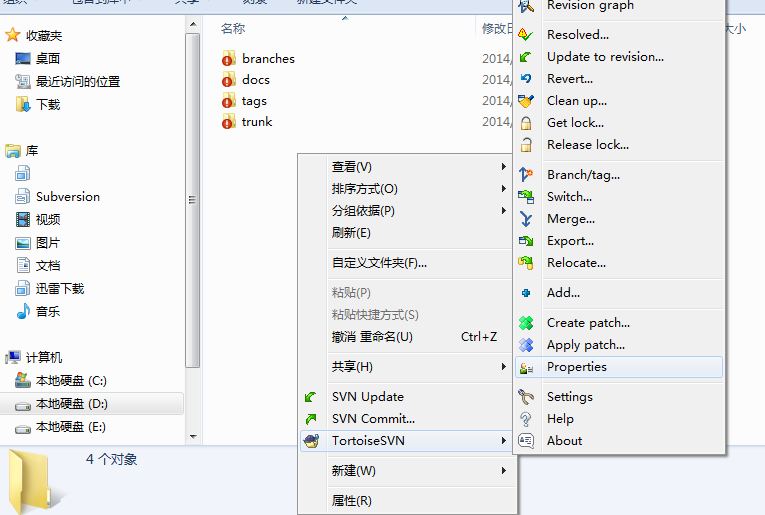 Revision graph
名称
修改日
大小
收藏夹
桌面
最近访问的位置
下载
库
Subversion
视频
图片
文档
迅雷下载
音乐
计算机
本地硬盘 (C:)
本地硬盘 (D:)
本地硬盘 (E:)
branches
2014/
docs
2014/
tags
2014/
trunk
2014/
查看(V)
排序方式(O)
分组依据(P)
刷新(E)
自定义文件夹(F)...
粘贴(P)
粘贴快捷方式(S)
撤消 重命名(U) Ctrl+Z
共享(H)
SVN Update
SVN Commit...
TortoiseSVN
新建(W)
属性(R)
Resolved...
Update to revision...
Revert...
Clean up...
Get lock...
Release lock...
Branch/tag...
Switch...
Merge...
Export...
Relocate...
Add...
Create patch...
Apply patch...
Properties
Settings
Help
About
4 个对象